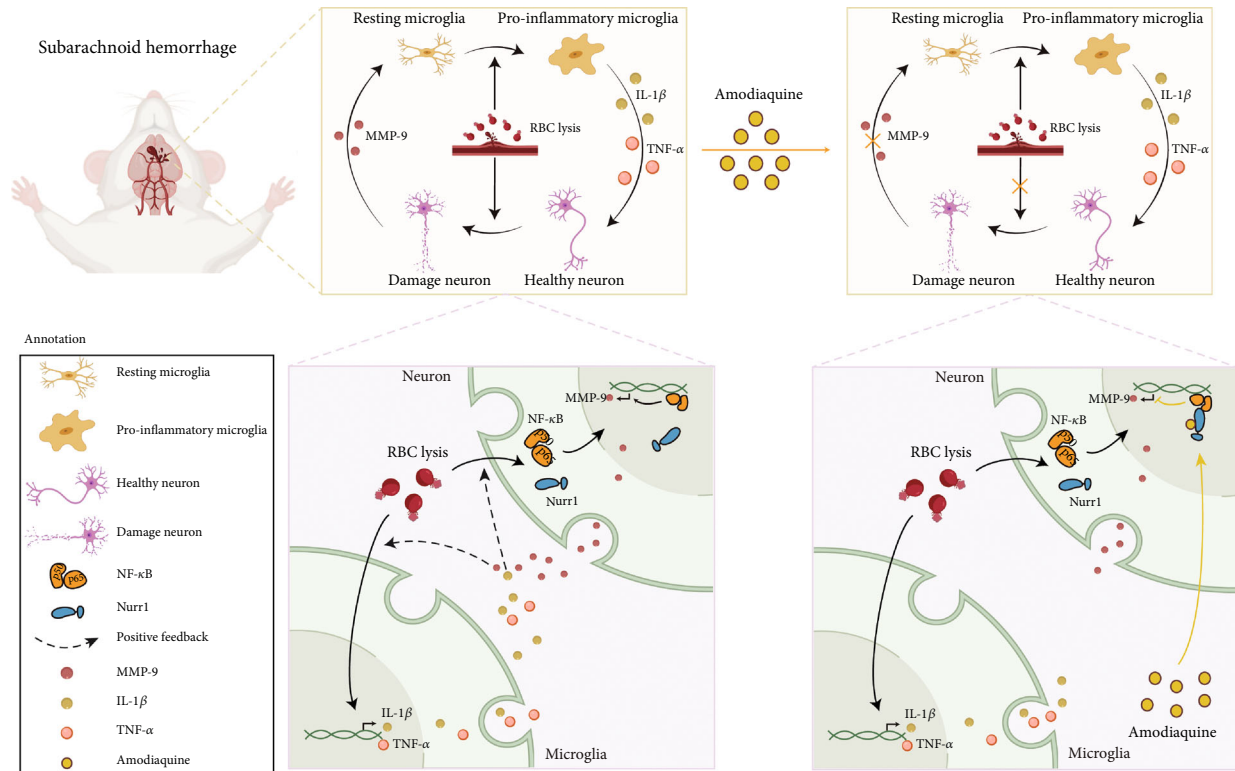 Subarachnoid hemorrhage
Resting microglia
Pro-inflammatory microglia
IL-1β
MMP-9
RBC lysis
TNF-α
Damage neuron
Healthy neuron
Amodiaquine
Resting microglia
Pro-inflammatory microglia
IL-1β
MMP-9
RBC lysis
TNF-α
Damage neuron
Healthy neuron
Annotation
Resting microglia
Pro-inflammatory microglia
Healthy neuron
Damage neuron
p50
p65
NF-κB
Nurr1
Positive feedback
MMP-9
IL-1β
TNF-α
Amodiaquine
Neuron
MMP-9
NF-κB
p65
RBC lysis
Nurr1
IL-1β
TNF-α
Microglia
Neuron
MMP-9
NF-κB
p65
RBC lysis
Nurr1
IL-1β
TNF-α
Amodiaquine
Microglia